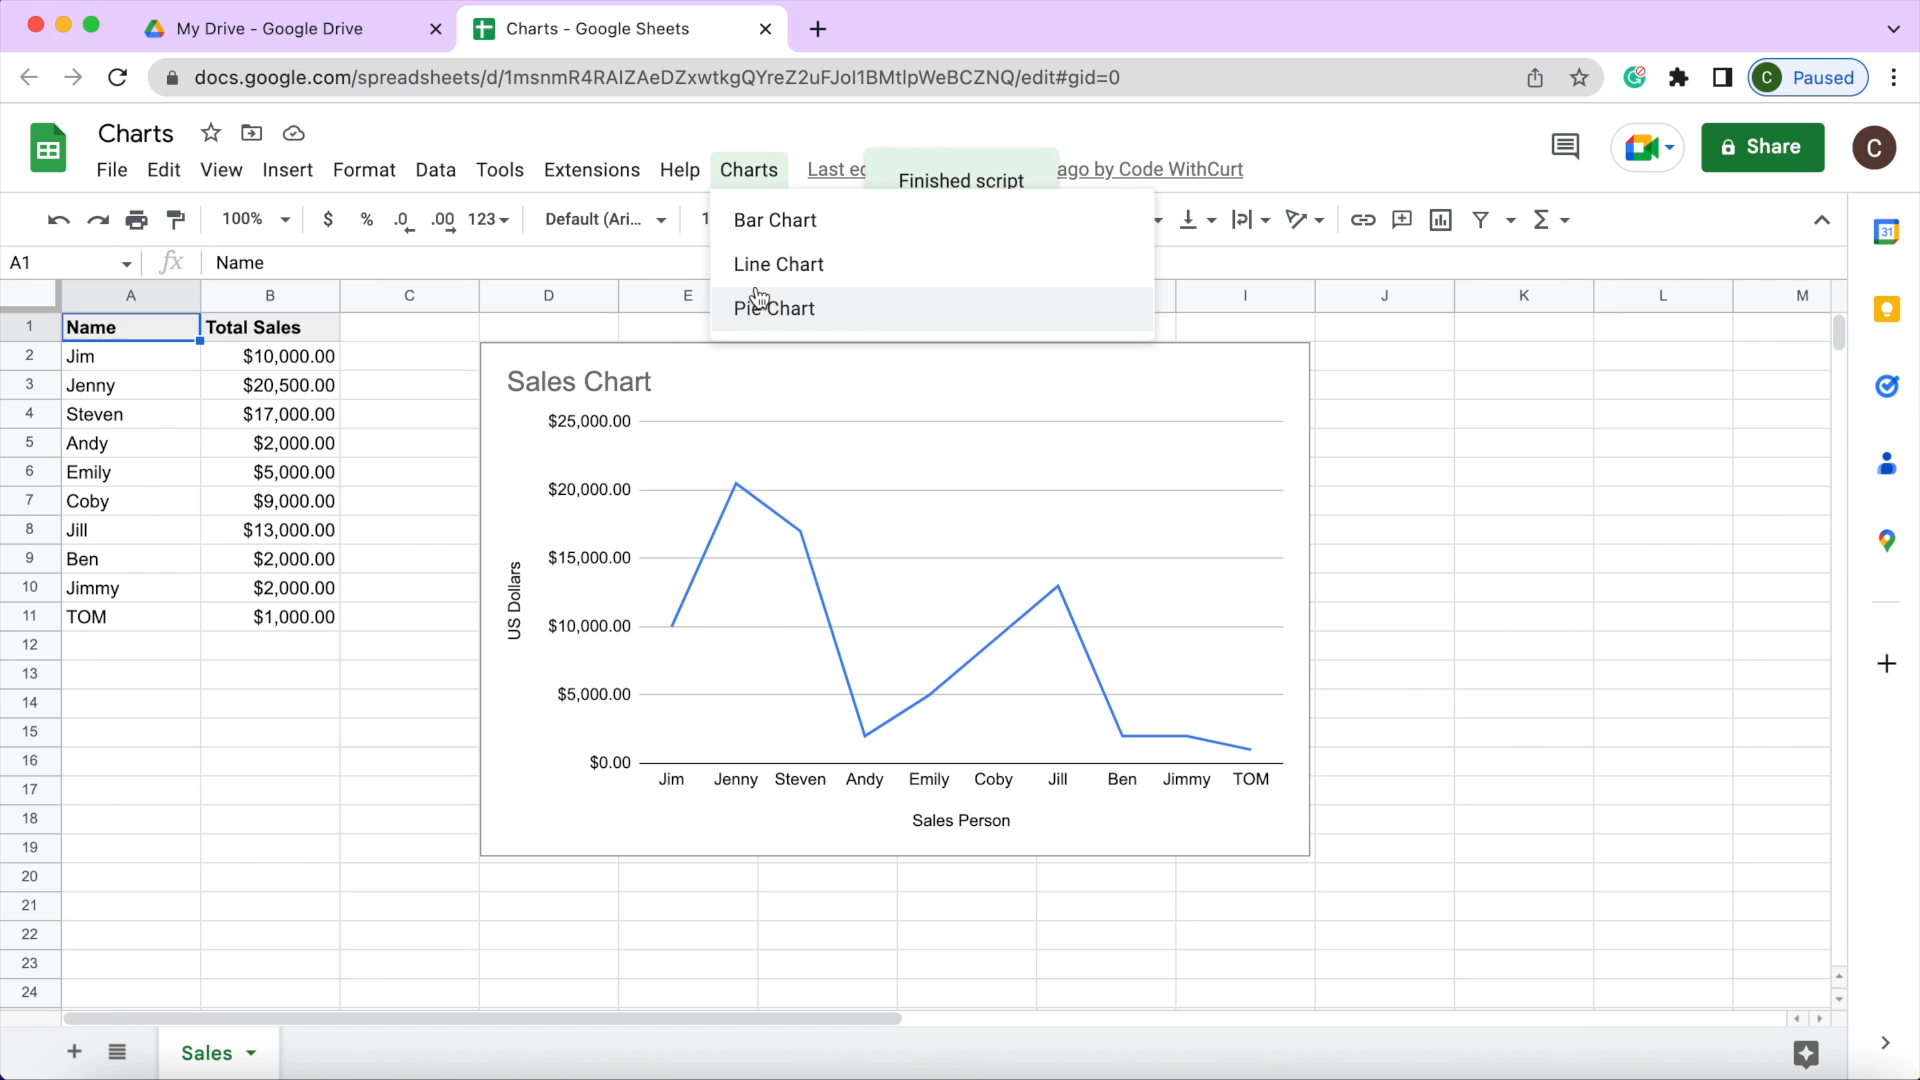 My Drive - Google Drive
Charts - Google Sheets
docs.google.com/spreadsheets/d/1msnmR4RAIZAeDZxwtkgQYreZ2uFJol1BMtlpWeBCZNQ/edit#gid=0
C Paused
Charts
Share
C
File Edit View Insert Format Data Tools Extensions Help Charts Last ed
Finished script
ago by Code WithCurt
100% $ % .0 .00 123 Default (Ari... 1
Bar Chart
Line Chart
Pie Chart
31
A1 fx Name
A B C D E I J K L M
1 Name Total Sales
2 Jim $10,000.00
3 Jenny $20,500.00
4 Steven $17,000.00
5 Andy $2,000.00
6 Emily $5,000.00
7 Coby $9,000.00
8 Jill $13,000.00
9 Ben $2,000.00
10 Jimmy $2,000.00
11 TOM $1,000.00
12
13
14
15
16
17
18
19
20
21
22
23
24
Sales Chart
$25,000.00
$20,000.00
$15,000.00
$10,000.00
$5,000.00
$0.00
US Dollars
Jim Jenny Steven Andy Emily Coby Jill Ben Jimmy TOM
Sales Person
Sales